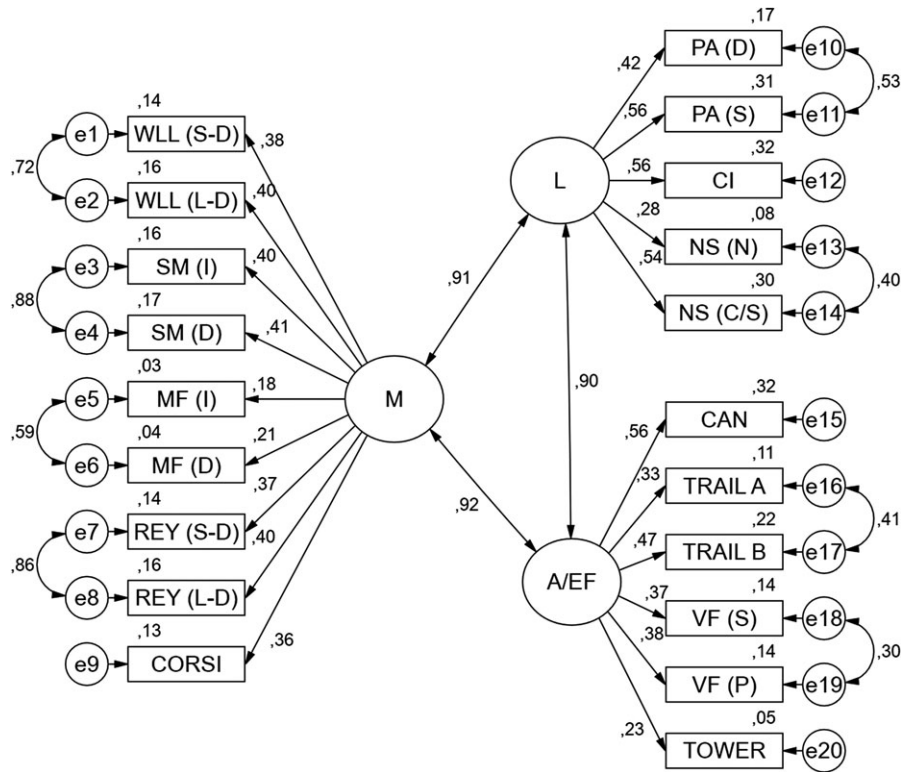 ,14
e1 WLL (S-D) ,38
,72
,16
e2 WLL (L-D) ,40
,16
e3 SM (I) ,40
,88
,17
e4 SM (D) ,41
,03
e5 MF (I) ,18
,59
,04
e6 MF (D) ,21
,14
e7 REY (S-D) ,37
,86
,16
e8 REY (L-D) ,40
,13
e9 CORSI ,36
M
,91
,92
,90
L
,17
,42 PA (D) e10
,53
,31
,56 PA (S) e11
,32
,56 CI e12
,08
,28 NS (N) e13
,40
,30
,54 NS (C/S) e14
A/EF
,32
,56 CAN e15
,11
,33 TRAIL A e16
,41
,22
,47 TRAIL B e17
,14
,37 VF (S) e18
,30
,14
,38 VF (P) e19
,05
,23 TOWER e20